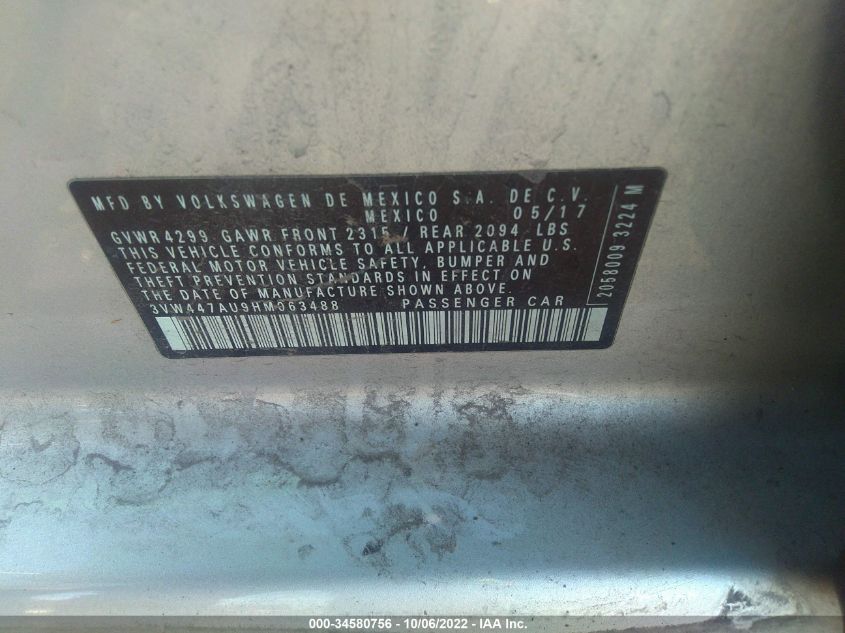 MFD BY VOLKSWAGEN DE MEXICO S.A. DE C.V.
MEXICO 05/17
GVWR 4299 GAWR FRONT 2315 / REAR 2094 LBS
THIS VEHICLE CONFORMS TO ALL APPLICABLE U.S.
FEDERAL MOTOR VEHICLE SAFETY, BUMPER AND
THEFT PREVENTION STANDARDS IN EFFECT ON
THE DATE OF MANUFACTURE SHOWN ABOVE.
3VW447AU9HM063488 PASSENGER CAR
2058009 3224 M
000-34580756 - 10/06/2022 - IAA Inc.